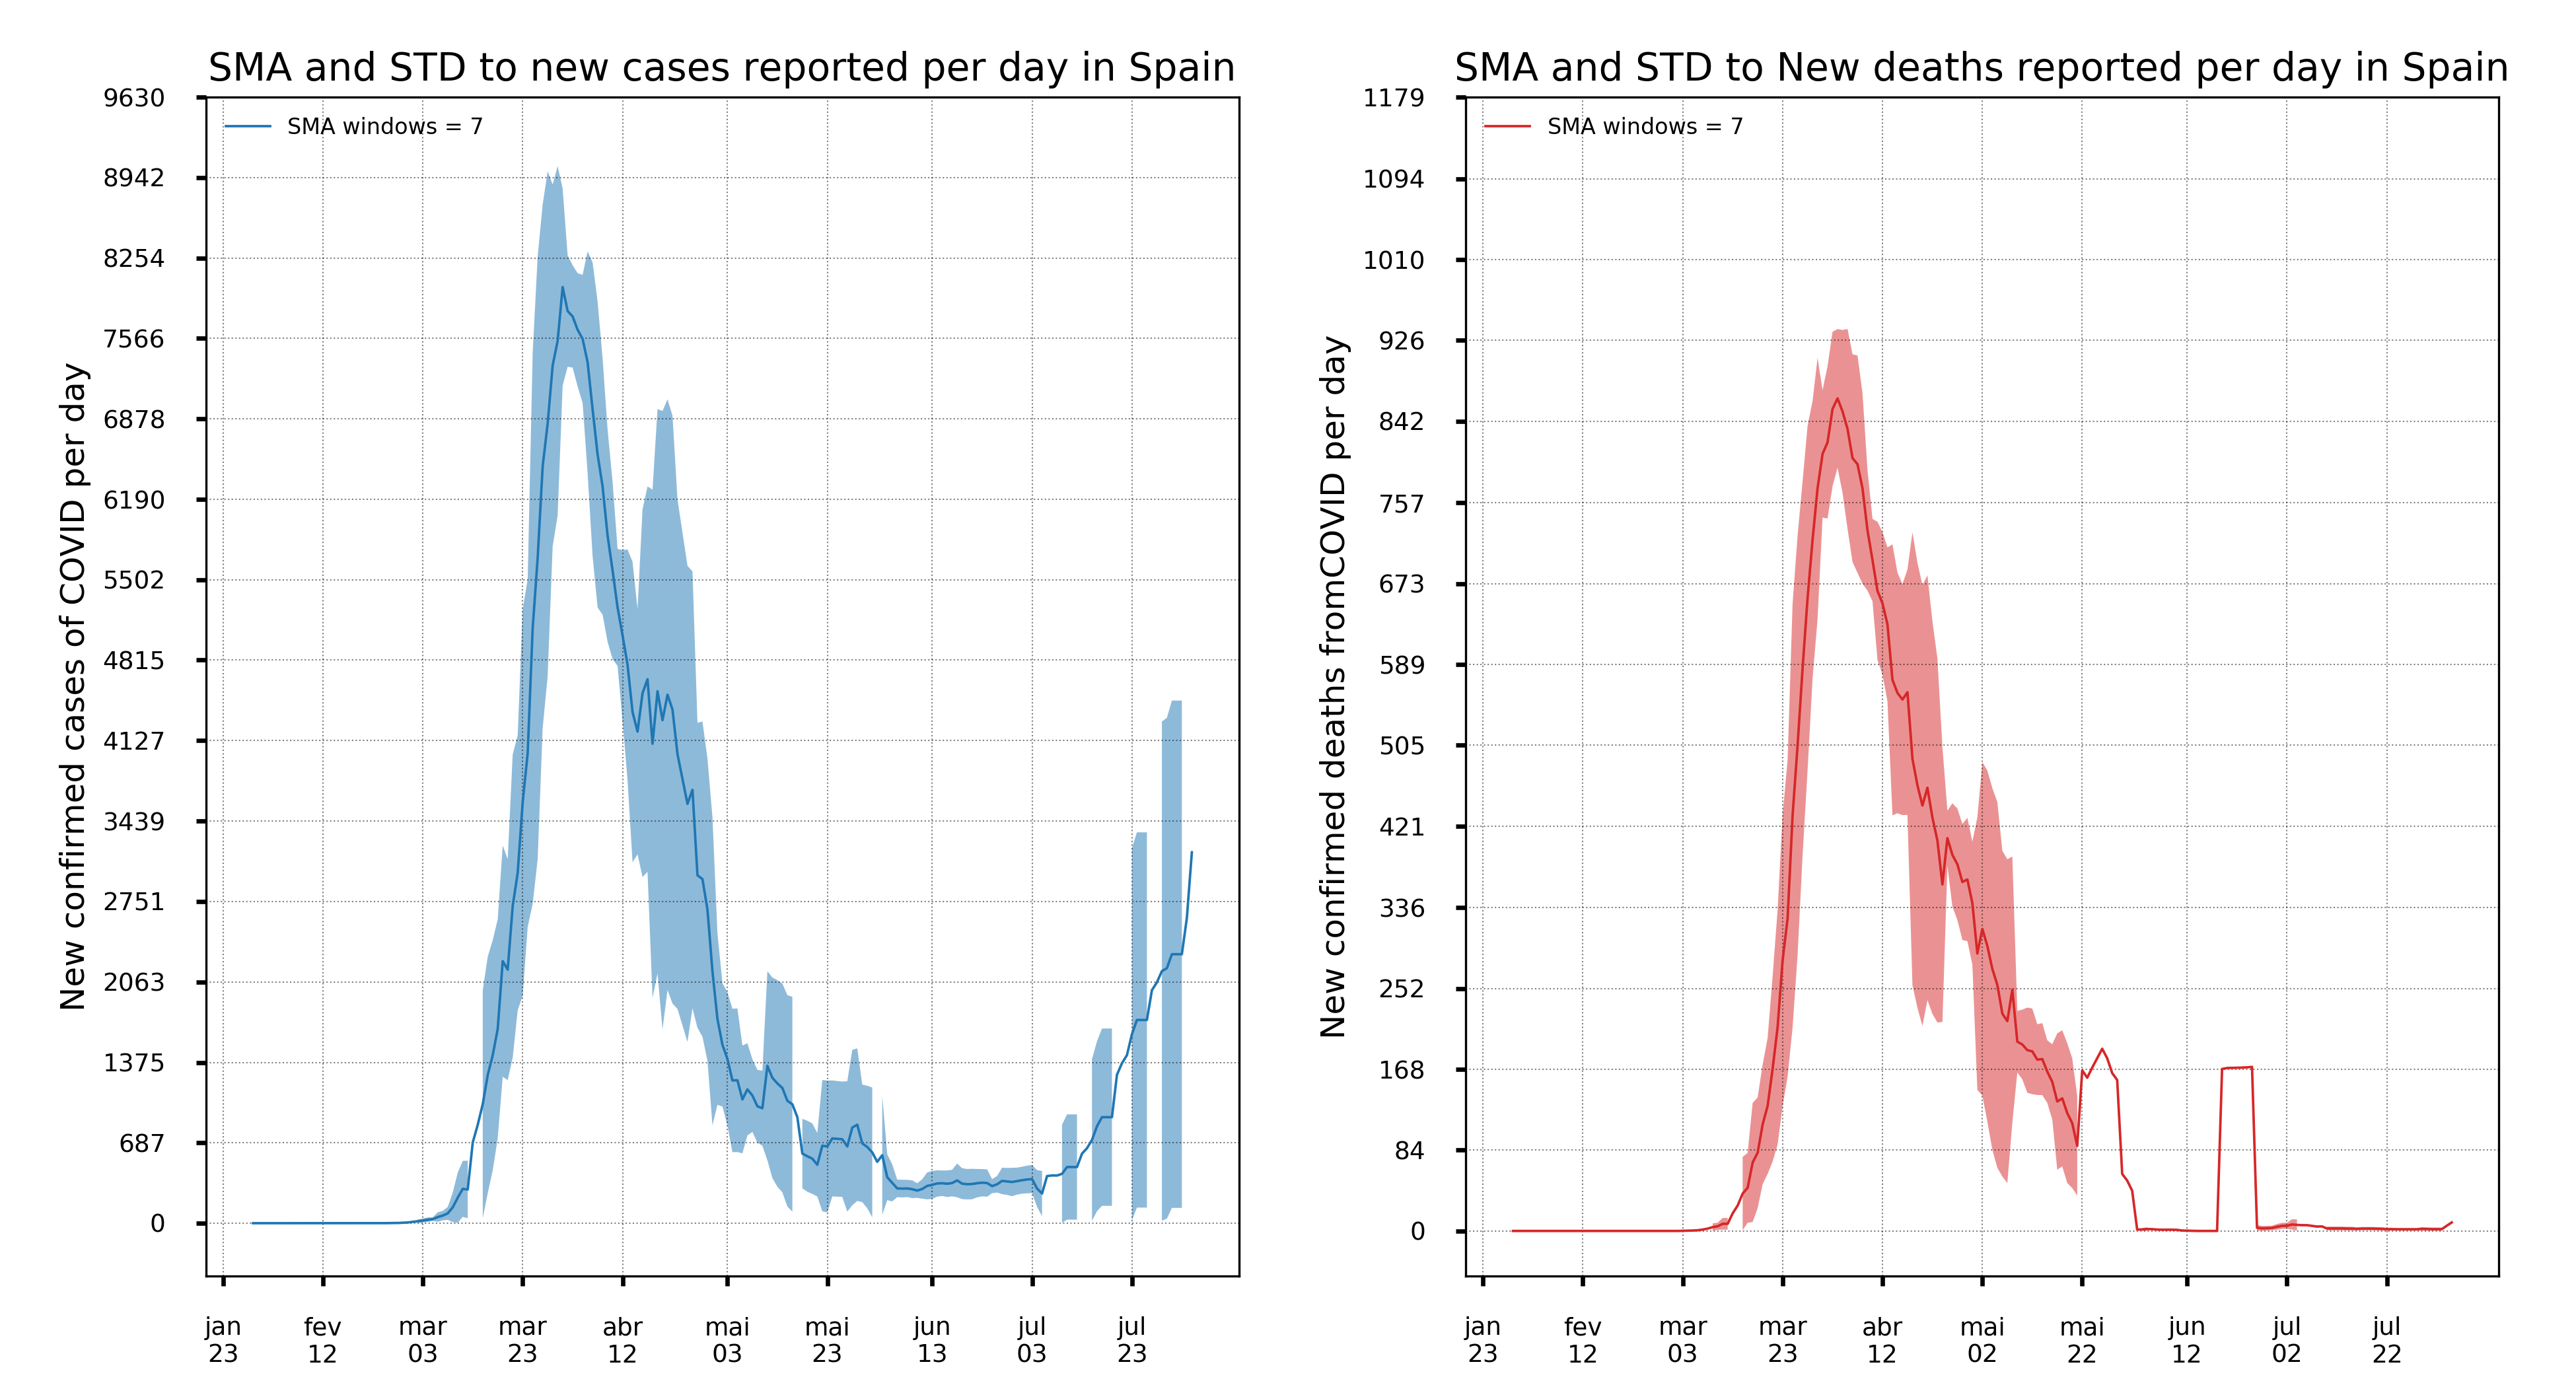 SMA and STD to new cases reported per day in Spain
SMA windows = 7
New confirmed cases of COVID per day
9630
8942
8254
7566
6878
6190
5502
4815
4127
3439
2751
2063
1375
687
0
jan 23
fev 12
mar 03
mar 23
abr 12
mai 03
mai 23
jun 13
jul 03
jul 23
SMA and STD to New deaths reported per day in Spain
SMA windows = 7
New confirmed deaths fromCOVID per day
1179
1094
1010
926
842
757
673
589
505
421
336
252
168
84
0
jan 23
fev 12
mar 03
mar 23
abr 12
mai 02
mai 22
jun 12
jul 02
jul 22